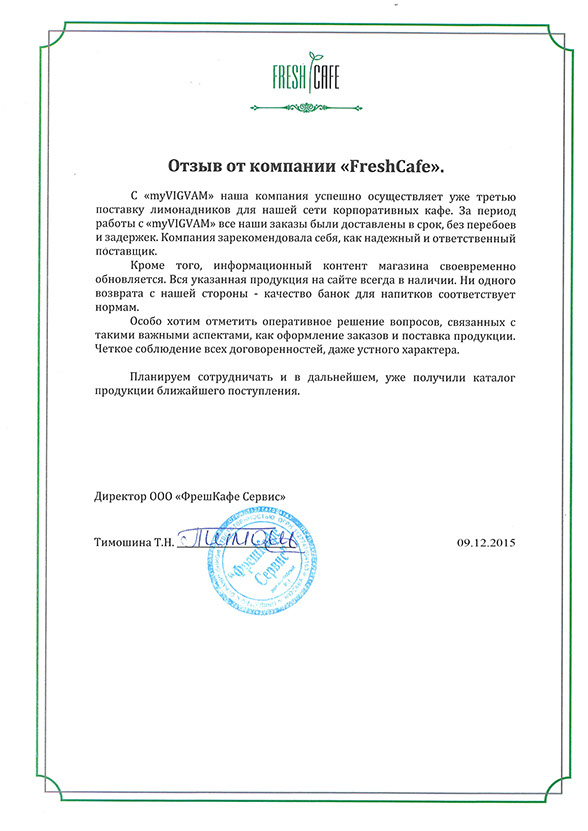 FRESH CAFE
Отзыв от компании «FreshCafe».
С «myVIGVAM» наша компания успешно осуществляет уже третью
поставку лимонадников для нашей сети корпоративных кафе. За период
работы с «myVIGVAM» все наши заказы были доставлены в срок, без перебоев
и задержек. Компания зарекомендовала себя, как надежный и ответственный
поставщик.
Кроме того, информационный контент магазина своевременно
обновляется. Вся указанная продукция на сайте всегда в наличии. Ни одного
возврата с нашей стороны - качество банок для напитков соответствует
нормам.
Особо хотим отметить оперативное решение вопросов, связанных с
такими важными аспектами, как оформление заказов и поставка продукции.
Четкое соблюдение всех договоренностей, даже устного характера.
Планируем сотрудничать и в дальнейшем, уже получили каталог
продукции ближайшего поступления.
Директор ООО «ФрешКафе Сервис»
Тимошина Т.Н.
09.12.2015
«ФрешКафе
Сервис»